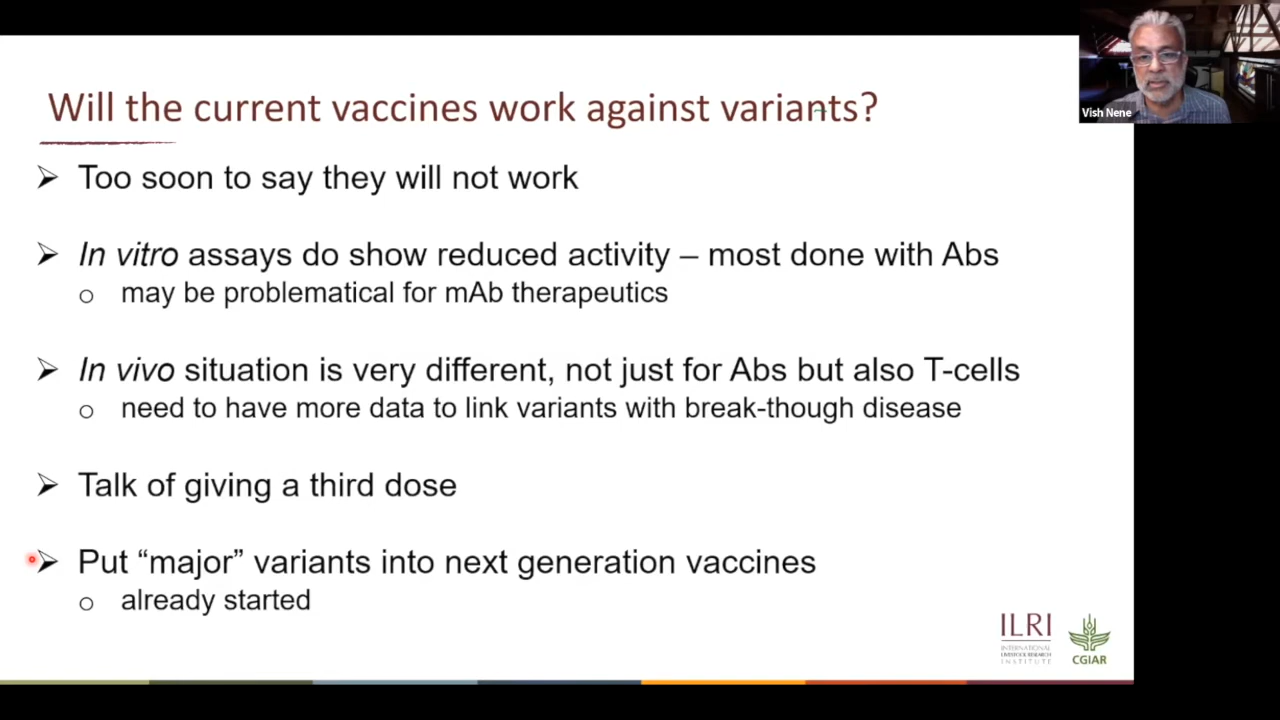 Will the current vaccines work against variants?
Vish Nene
➢ Too soon to say they will not work
➢ In vitro assays do show reduced activity – most done with Abs
o may be problematical for mAb therapeutics
➢ In vivo situation is very different, not just for Abs but also T-cells
o need to have more data to link variants with break-though disease
➢ Talk of giving a third dose
➢ Put “major” variants into next generation vaccines
o already started
ILRI
INTERNATIONAL
LIVESTOCK RESEARCH
INSTITUTE
CGIAR